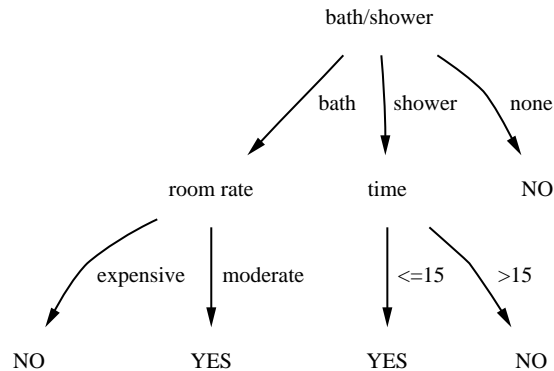 bath/shower
bath shower none
room rate time NO
expensive moderate <=15 >15
NO YES YES NO